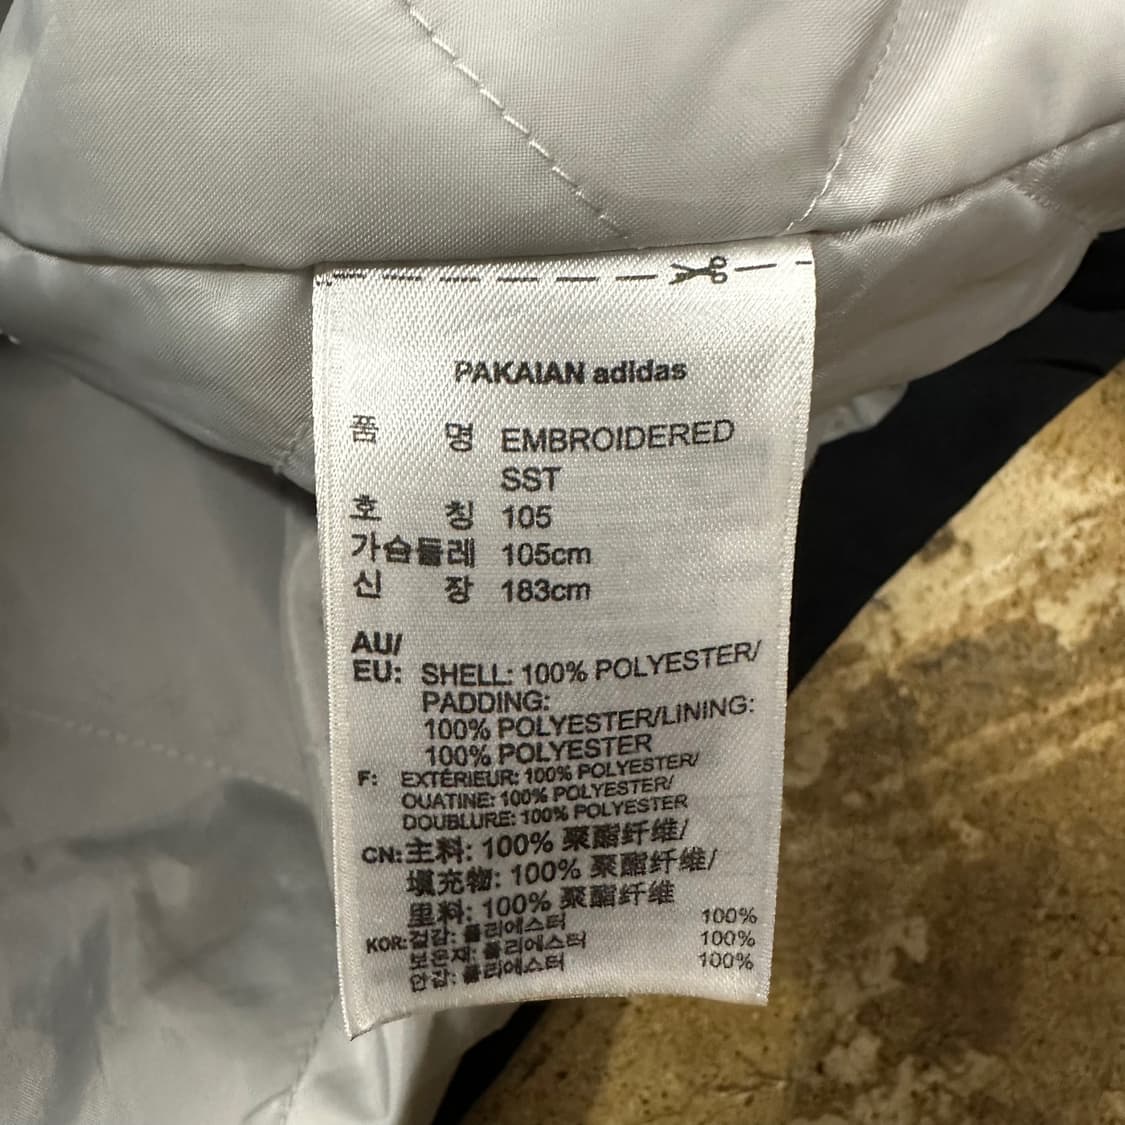 PAKAIAN adidas
품 명 EMBROIDERED
SST
호 칭 105
가슴둘레 105cm
신 장 183cm
AU/
EU: SHELL: 100% POLYESTER/
PADDING:
100% POLYESTER/LINING:
100% POLYESTER
F: EXTÉRIEUR: 100% POLYESTER/
OUATINE: 100% POLYESTER/
DOUBLURE: 100% POLYESTER
CN: 主料: 100% 聚酯纤维/
填充物: 100% 聚酯纤维/
里料: 100% 聚酯纤维
KOR: 겉감: 폴리에스터 100%
보온재: 폴리에스터 100%
안감: 폴리에스터 100%